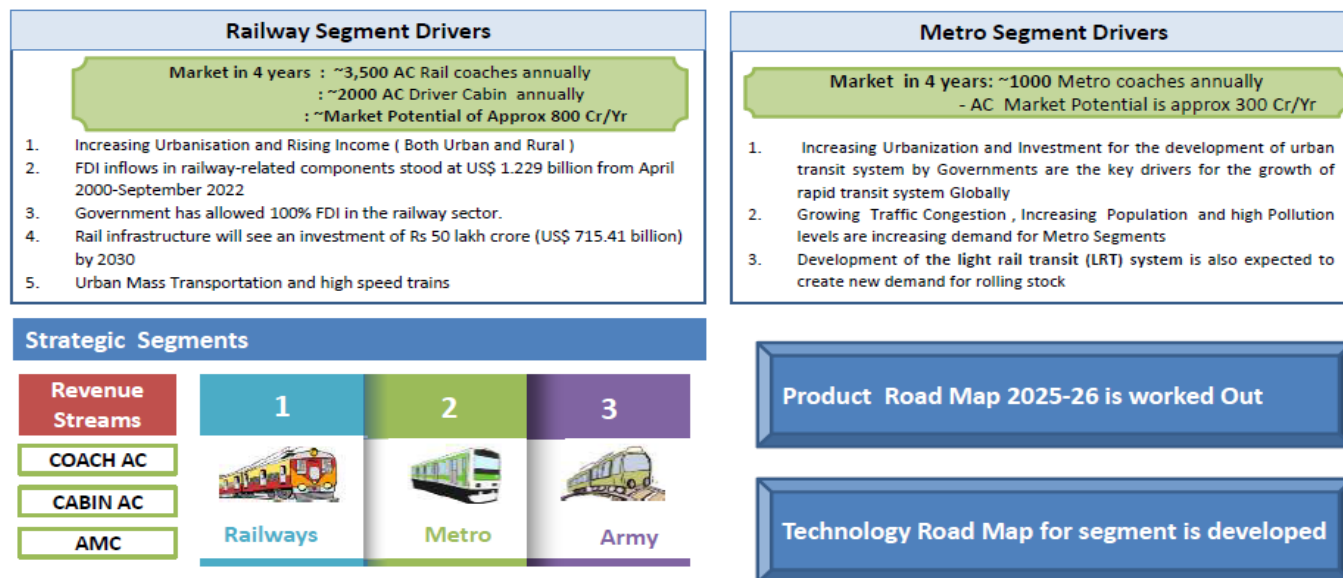 Railway Segment Drivers
Market in 4 years : ~3,500 AC Rail coaches annually
: ~2000 AC Driver Cabin annually
: ~Market Potential of Approx 800 Cr/Yr
1. Increasing Urbanisation and Rising Income ( Both Urban and Rural )
2. FDI inflows in railway-related components stood at US$ 1.229 billion from April
2000-September 2022
3. Government has allowed 100% FDI in the railway sector.
4. Rail infrastructure will see an investment of Rs 50 lakh crore (US$ 715.41 billion)
by 2030
5. Urban Mass Transportation and high speed trains
Metro Segment Drivers
Market in 4 years: ~1000 Metro coaches annually
- AC Market Potential is approx 300 Cr/Yr
1. Increasing Urbanization and Investment for the development of urban
transit system by Governments are the key drivers for the growth of
rapid transit system Globally
2. Growing Traffic Congestion , Increasing Population and high Pollution
levels are increasing demand for Metro Segments
3. Development of the light rail transit (LRT) system is also expected to
create new demand for rolling stock
Strategic Segments
Revenue
Streams
COACH AC
CABIN AC
AMC
1
2
3
Railways
Metro
Army
Product Road Map 2025-26 is worked Out
Technology Road Map for segment is developed